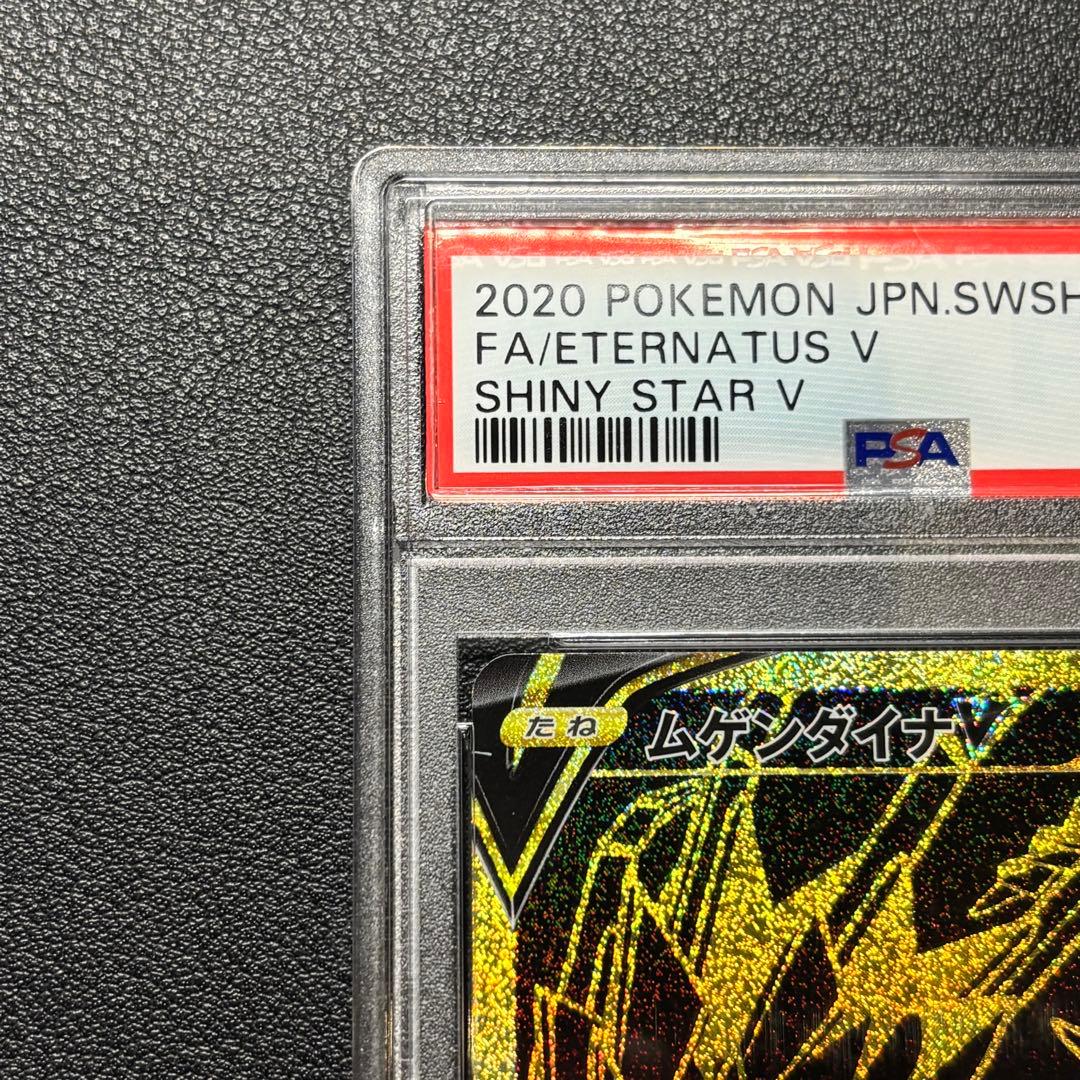 2020 POKEMON JPN.SWSH
FA/ETERNATUS V
SHINY STAR V
PSA
たね
ムゲンダイナV